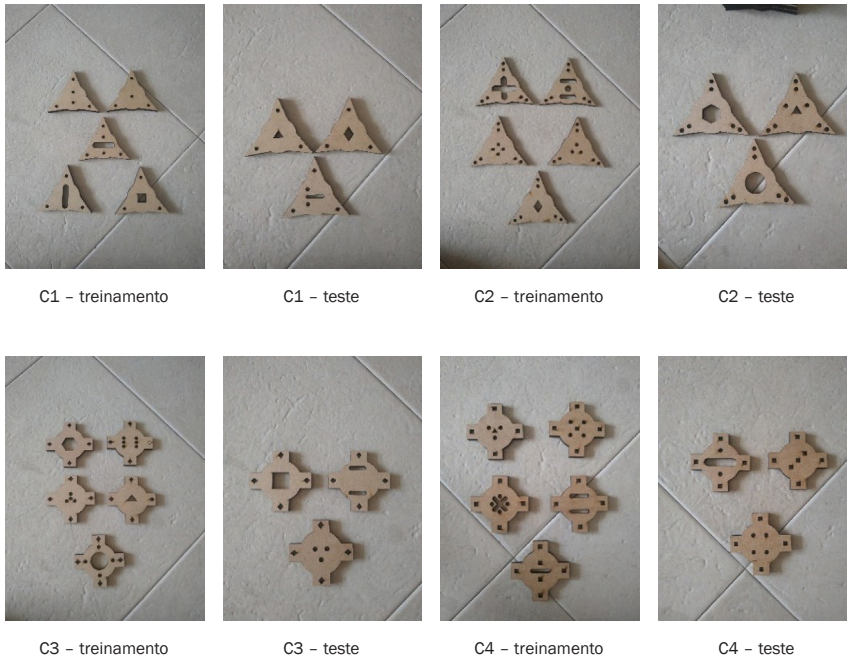 C1 – treinamento
C1 – teste
C2 – treinamento
C2 – teste
C3 – treinamento
C3 – teste
C4 – treinamento
C4 – teste